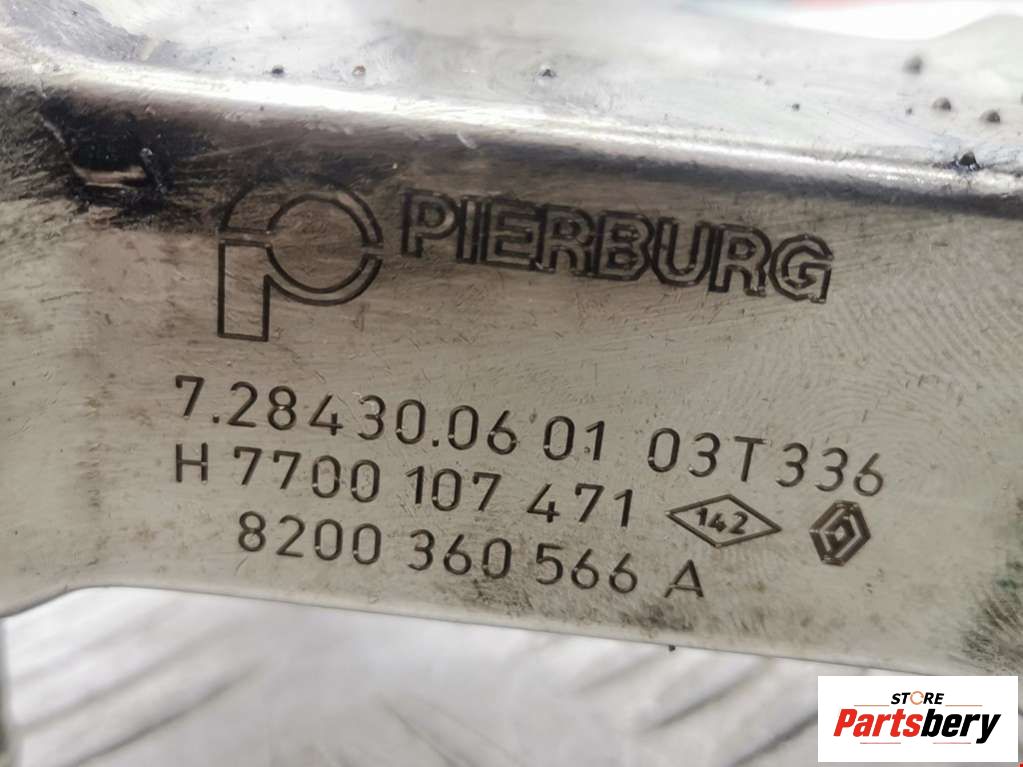 PIERBURG
7.28430.06 01 03T336
H 7700 107 471 142
8200 360 566 A
STORE
Partsbery